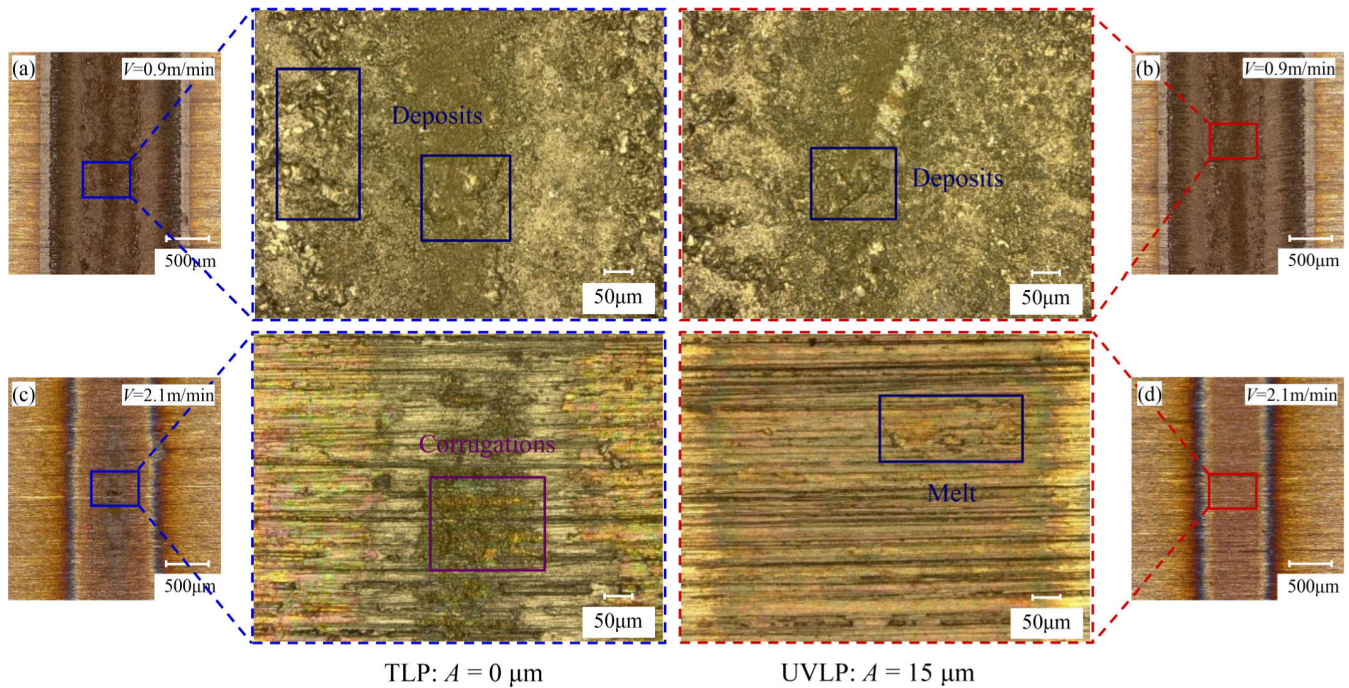 (a)
V=0.9m/min
500μm
Deposits
50μm
Deposits
50μm
(b)
V=0.9m/min
500μm
(c)
V=2.1m/min
500μm
Corrugations
50μm
Melt
50μm
(d)
V=2.1m/min
500μm
TLP: A = 0 μm
UVLP: A = 15 μm